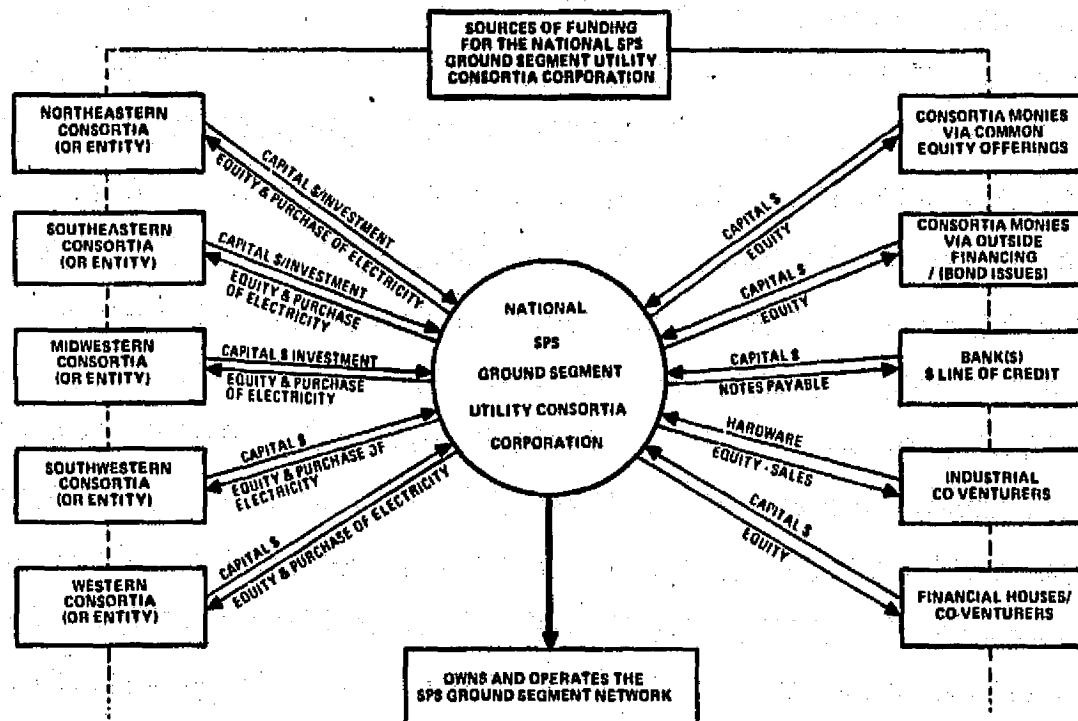 SOURCES OF FUNDING
FOR THE NATIONAL SPS
GROUND SEGMENT UTILITY
CONSORTIA CORPORATION
NORTHEASTERN
CONSORTIA
(OR ENTITY)
CAPITAL $/INVESTMENT
EQUITY & PURCHASE OF ELECTRICITY
SOUTHEASTERN
CONSORTIA
(OR ENTITY)
CAPITAL $/INVESTMENT
EQUITY & PURCHASE
OF ELECTRICITY
MIDWESTERN
CONSORTIA
(OR ENTITY)
CAPITAL $ INVESTMENT
EQUITY & PURCHASE
OF ELECTRICITY
SOUTHWESTERN
CONSORTIA
(OR ENTITY)
CAPITAL $
EQUITY & PURCHASE OF
ELECTRICITY
WESTERN
CONSORTIA
(OR ENTITY)
CAPITAL $
EQUITY & PURCHASE OF ELECTRICITY
NATIONAL
SPS
GROUND SEGMENT
UTILITY CONSORTIA
CORPORATION
CAPITAL $
EQUITY
CONSORTIA MONIES
VIA COMMON
EQUITY OFFERINGS
CAPITAL $
EQUITY
CONSORTIA MONIES
VIA OUTSIDE
FINANCING
/ (BOND ISSUES)
CAPITAL $
NOTES PAYABLE
BANK(S)
$ LINE OF CREDIT
HARDWARE
EQUITY - SALES
INDUSTRIAL
CO VENTURERS
CAPITAL $
EQUITY
FINANCIAL HOUSES/
CO-VENTURERS
OWNS AND OPERATES THE
SPS GROUND SEGMENT NETWORK